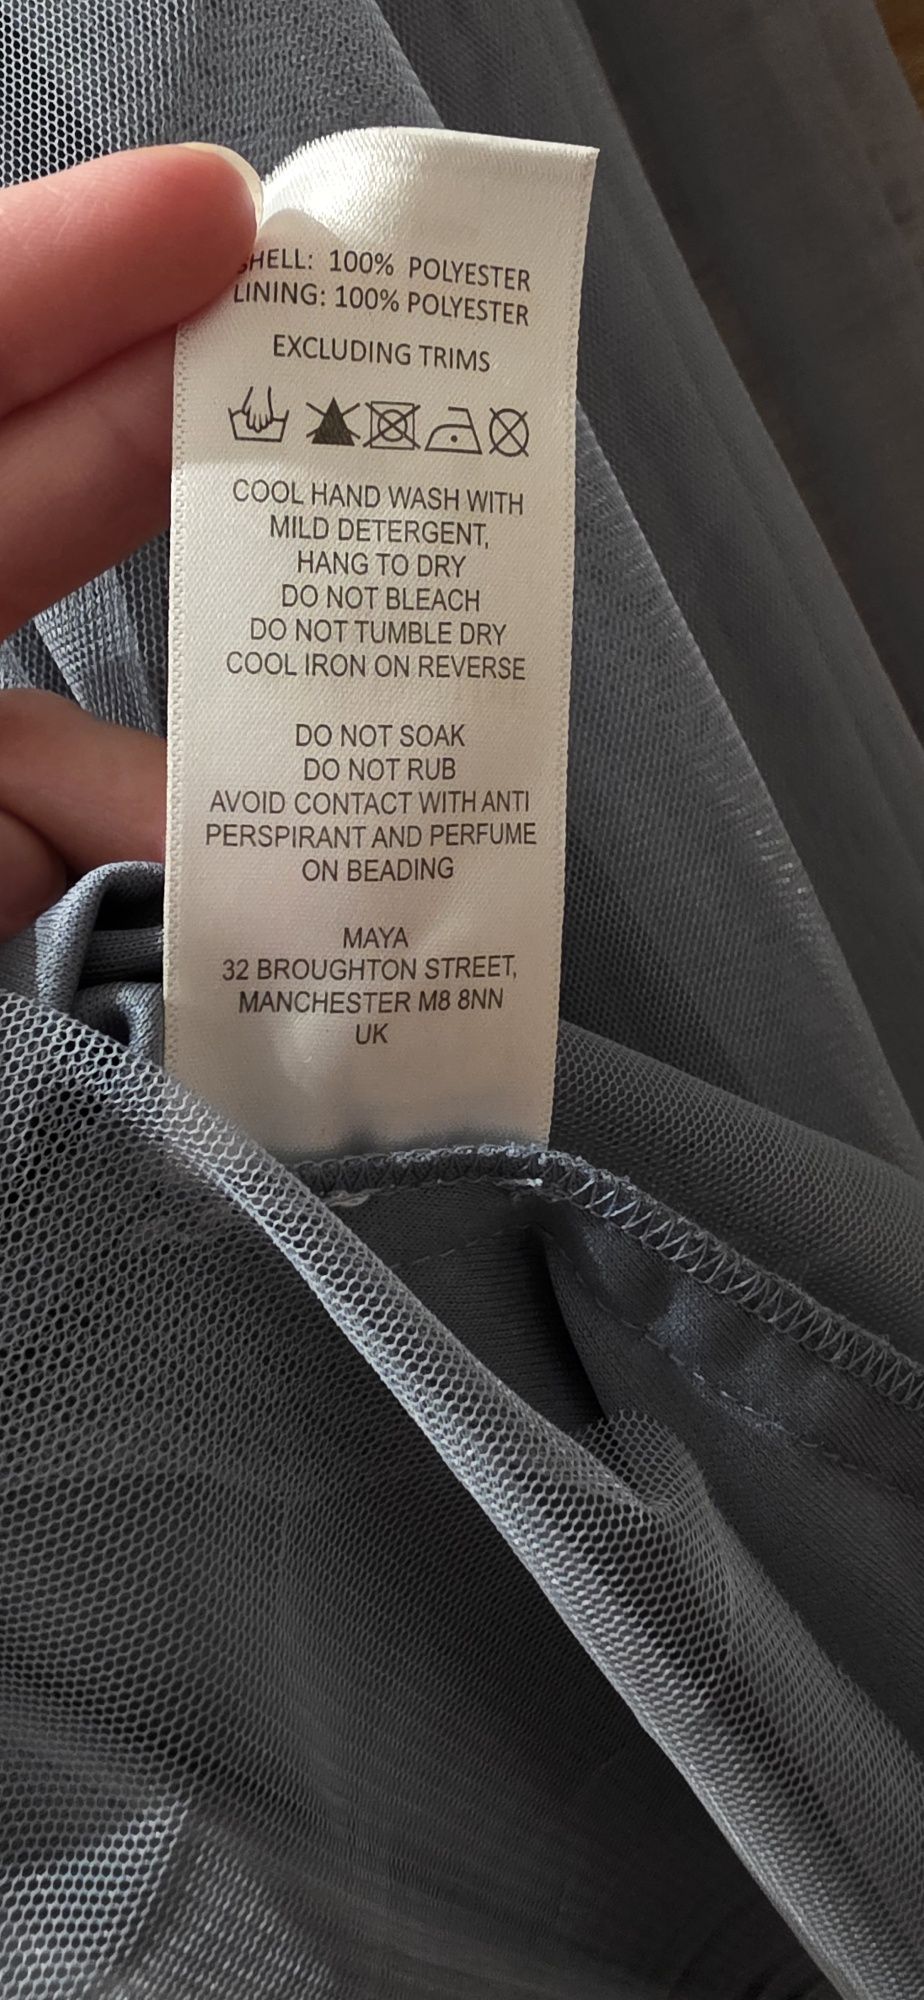 SHELL: 100% POLYESTER
LINING: 100% POLYESTER
EXCLUDING TRIMS
COOL HAND WASH WITH
MILD DETERGENT,
HANG TO DRY
DO NOT BLEACH
DO NOT TUMBLE DRY
COOL IRON ON REVERSE
DO NOT SOAK
DO NOT RUB
AVOID CONTACT WITH ANTI
PERSPIRANT AND PERFUME
ON BEADING
MAYA
32 BROUGHTON STREET,
MANCHESTER M8 8NN
UK